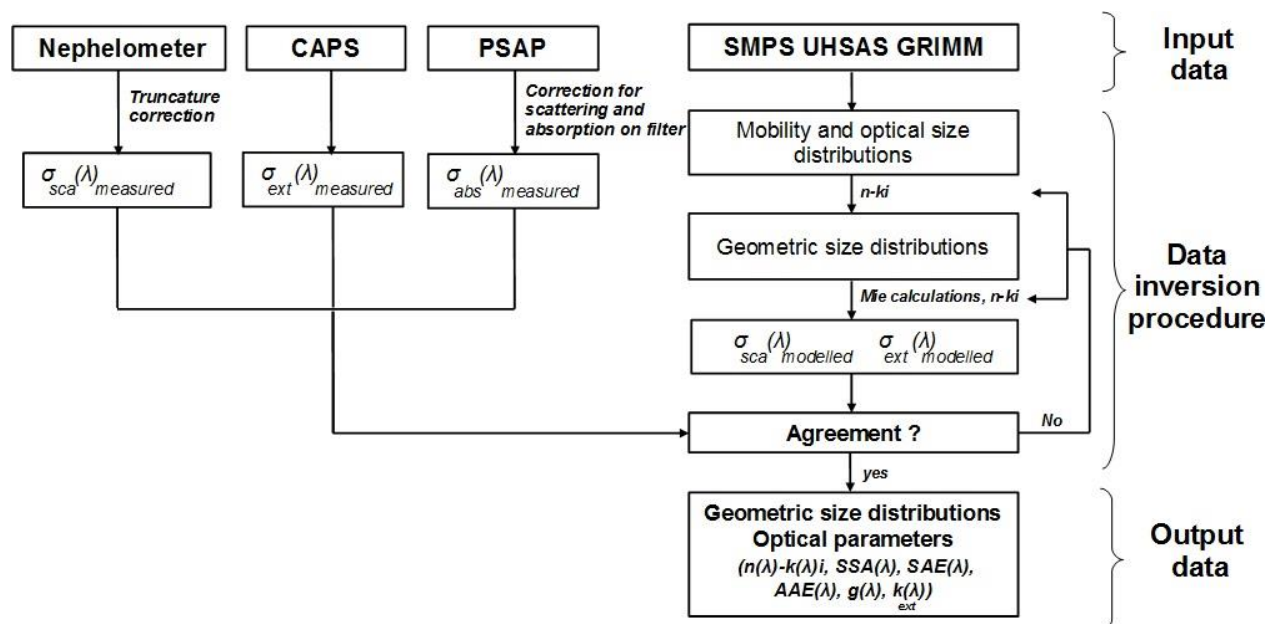 Nephelometer
CAPS
PSAP
SMPS UHSAS GRIMM
Input
data
Truncature
correction
Correction for
scattering and
absorption on filter
Mobility and optical size
distributions
σsca(λ)measured
σext(λ)measured
σabs(λ)measured
n-ki
Geometric size distributions
Mie calculations, n-ki
Data
inversion
procedure
σsca(λ)modelled σext(λ)modelled
Agreement ?
No
yes
Geometric size distributions
Optical parameters
(n(λ)-k(λ)i, SSA(λ), SAE(λ),
AAE(λ), g(λ), kext(λ))
Output
data